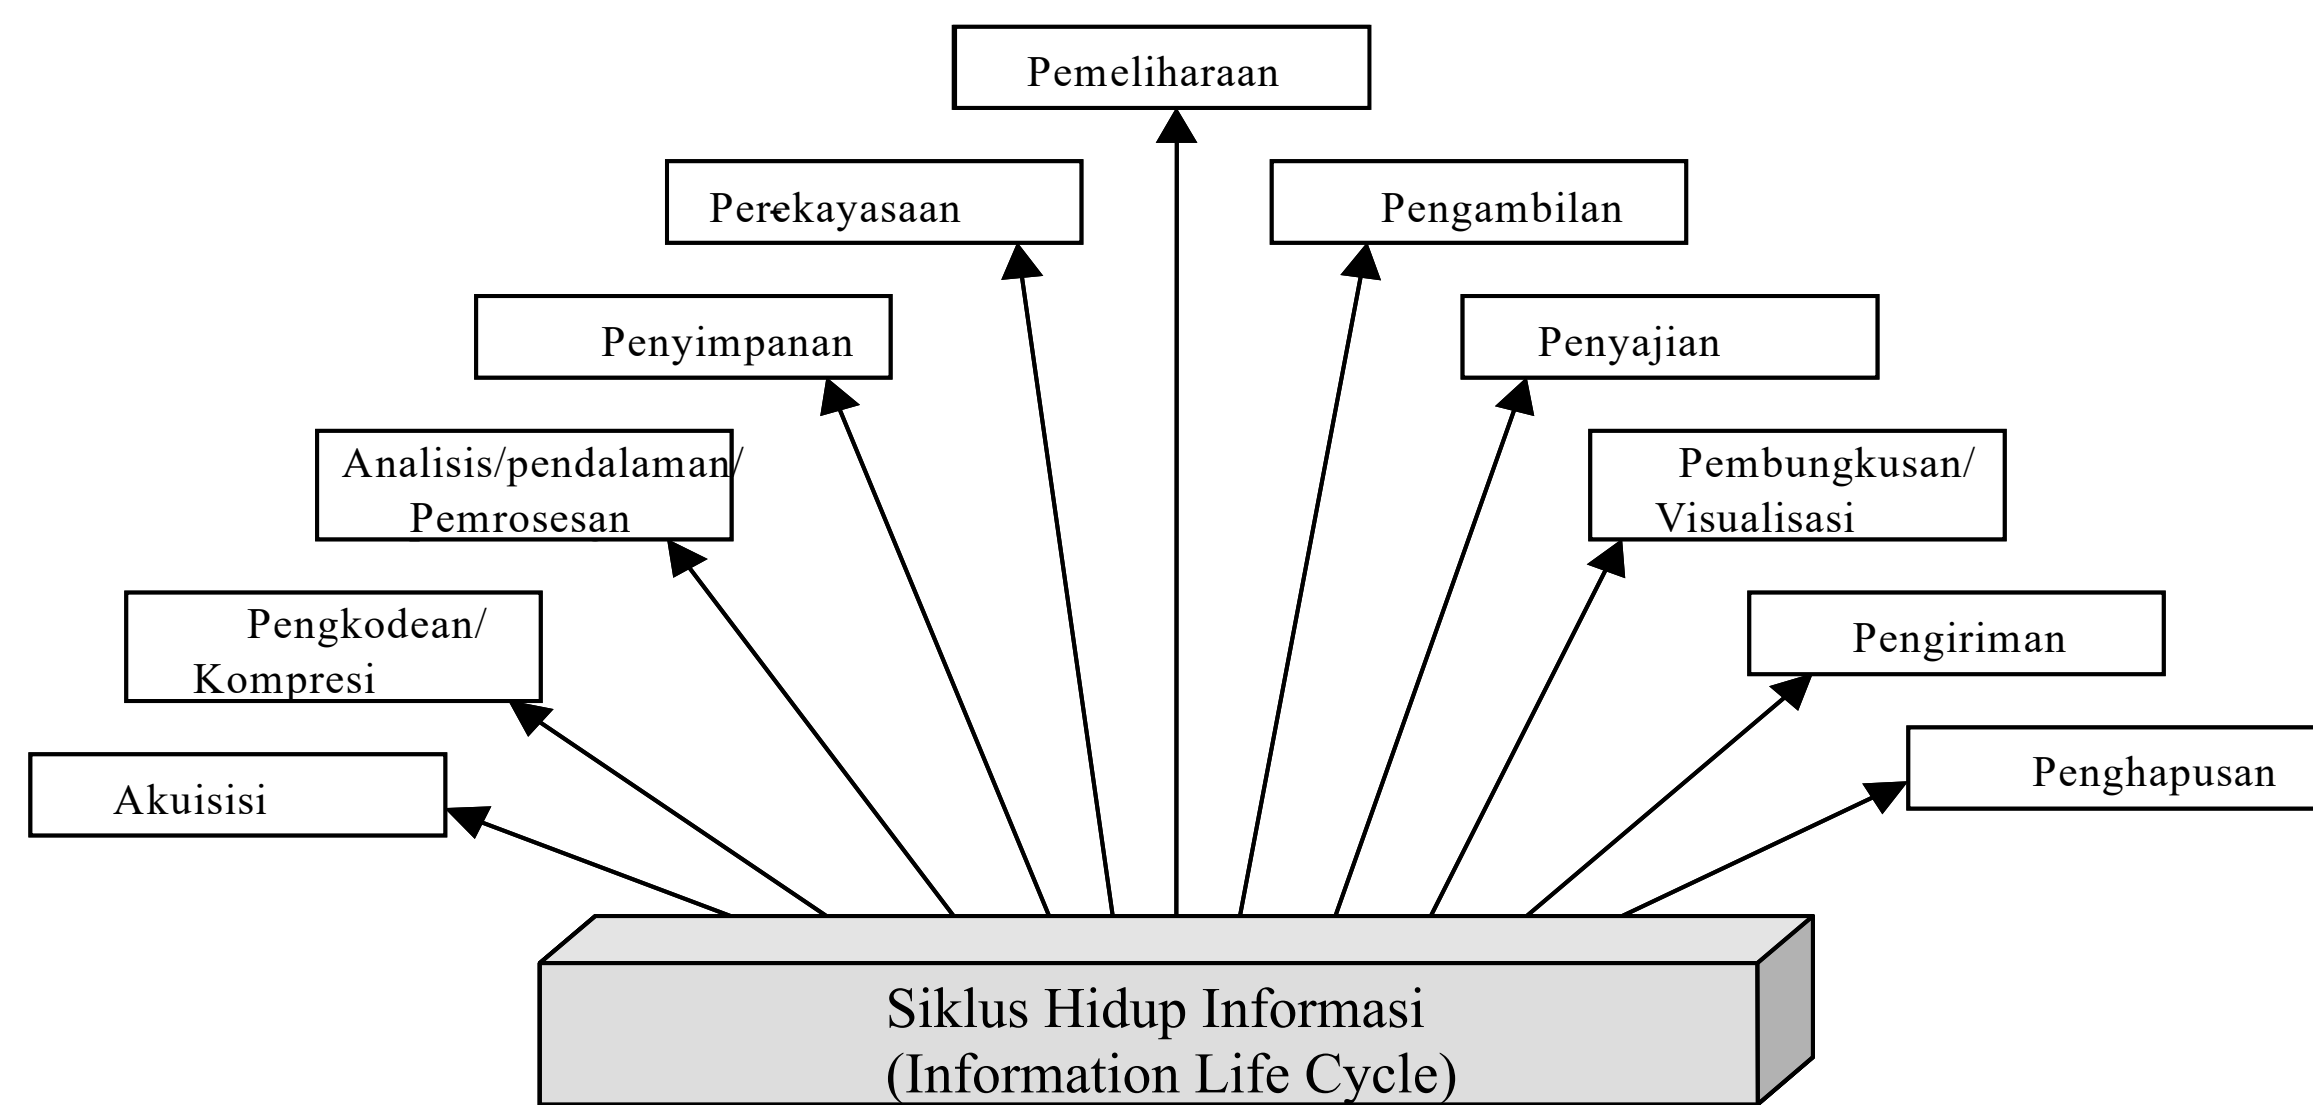 Pemeliharaan
Perekayasaan
Pengambilan
Penyimpanan
Penyajian
Analisis/pendalaman/
Pemrosesan
Pembungkusan/
Visualisasi
Pengkodean/
Kompresi
Pengiriman
Akuisisi
Penghapusan
Siklus Hidup Informasi
(Information Life Cycle)